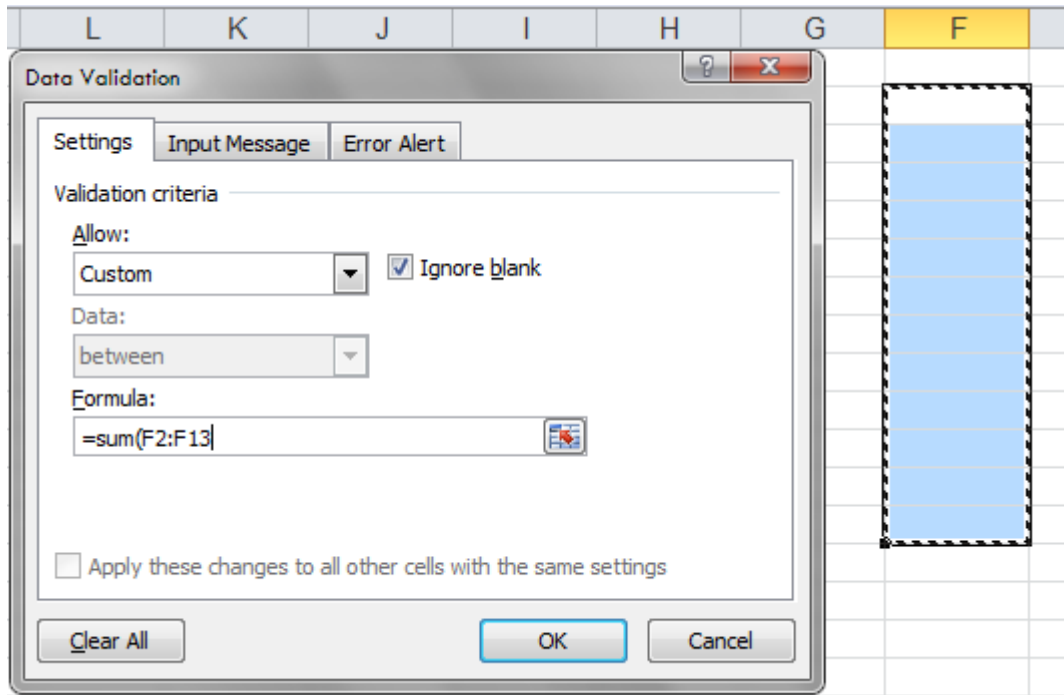 L K J I H G F
Data Validation
Settings Input Message Error Alert
Validation criteria
Allow:
Custom Ignore blank
Data:
between
Formula:
=sum(F2:F13
Apply these changes to all other cells with the same settings
Clear All OK Cancel